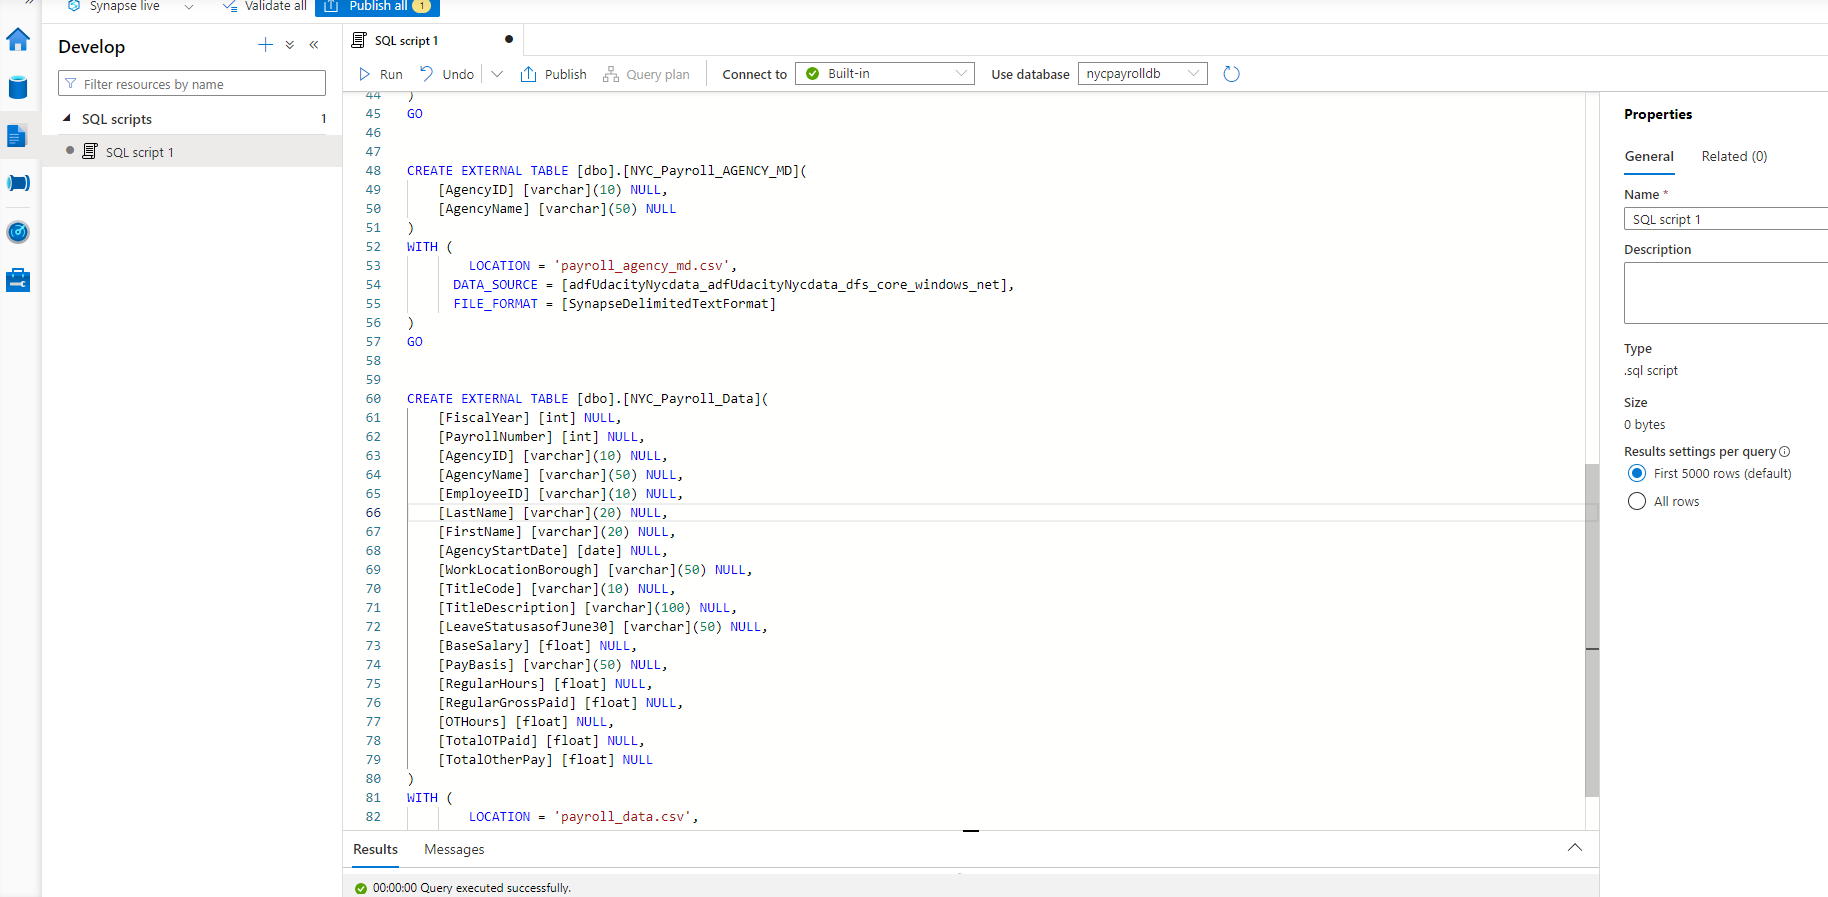 Synapse live
Validate all
Publish all 1
Develop
Filter resources by name
SQL scripts 1
SQL script 1
SQL script 1
Run
Undo
Publish
Query plan
Connect to
Built-in
Use database
nycpayrolldb
44 )
45 GO
46
47
48 CREATE EXTERNAL TABLE [dbo].[NYC_Payroll_AGENCY_MD](
49 [AgencyID] [varchar](10) NULL,
50 [AgencyName] [varchar](50) NULL
51 )
52 WITH (
53 LOCATION = 'payroll_agency_md.csv',
54 DATA_SOURCE = [adfUdacityNycdata_adfUdacityNycdata_dfs_core_windows_net],
55 FILE_FORMAT = [SynapseDelimitedTextFormat]
56 )
57 GO
58
59
60 CREATE EXTERNAL TABLE [dbo].[NYC_Payroll_Data](
61 [FiscalYear] [int] NULL,
62 [PayrollNumber] [int] NULL,
63 [AgencyID] [varchar](10) NULL,
64 [AgencyName] [varchar](50) NULL,
65 [EmployeeID] [varchar](10) NULL,
66 [LastName] [varchar](20) NULL,
67 [FirstName] [varchar](20) NULL,
68 [AgencyStartDate] [date] NULL,
69 [WorkLocationBorough] [varchar](50) NULL,
70 [TitleCode] [varchar](10) NULL,
71 [TitleDescription] [varchar](100) NULL,
72 [LeaveStatusasofJune30] [varchar](50) NULL,
73 [BaseSalary] [float] NULL,
74 [PayBasis] [varchar](50) NULL,
75 [RegularHours] [float] NULL,
76 [RegularGrossPaid] [float] NULL,
77 [OTHours] [float] NULL,
78 [TotalOTPaid] [float] NULL,
79 [TotalOtherPay] [float] NULL
80 )
81 WITH (
82 LOCATION = 'payroll_data.csv',
Results
Messages
00:00:00 Query executed successfully.
Properties
General
Related (0)
Name *
SQL script 1
Description
Type
.sql script
Size
0 bytes
Results settings per query
First 5000 rows (default)
All rows